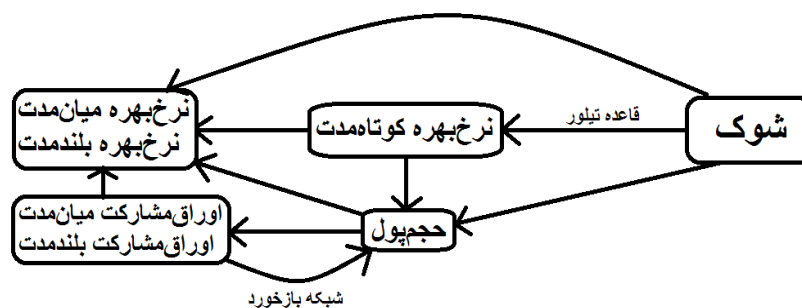 شوک
قاعده تیلور
نرخ‌بهره کوتاه‌مدت
نرخ‌بهره میان‌مدت
نرخ‌بهره بلندمدت
حجم‌پول
اوراق‌مشارکت میان‌مدت
اوراق‌مشارکت بلندمدت
شبکه بازخورد